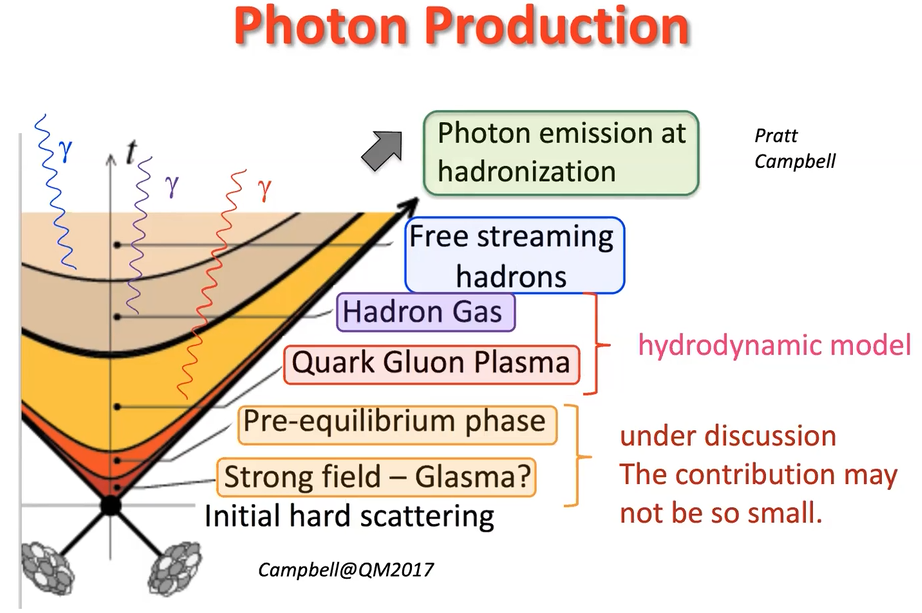 Photon Production
Photon emission at
hadronization
Pratt
Campbell
γ
t
γ
γ
Free streaming
hadrons
Hadron Gas
hydrodynamic model
Quark Gluon Plasma
Pre-equilibrium phase
under discussion
Strong field – Glasma?
The contribution may
not be so small.
Initial hard scattering
Campbell@QM2017